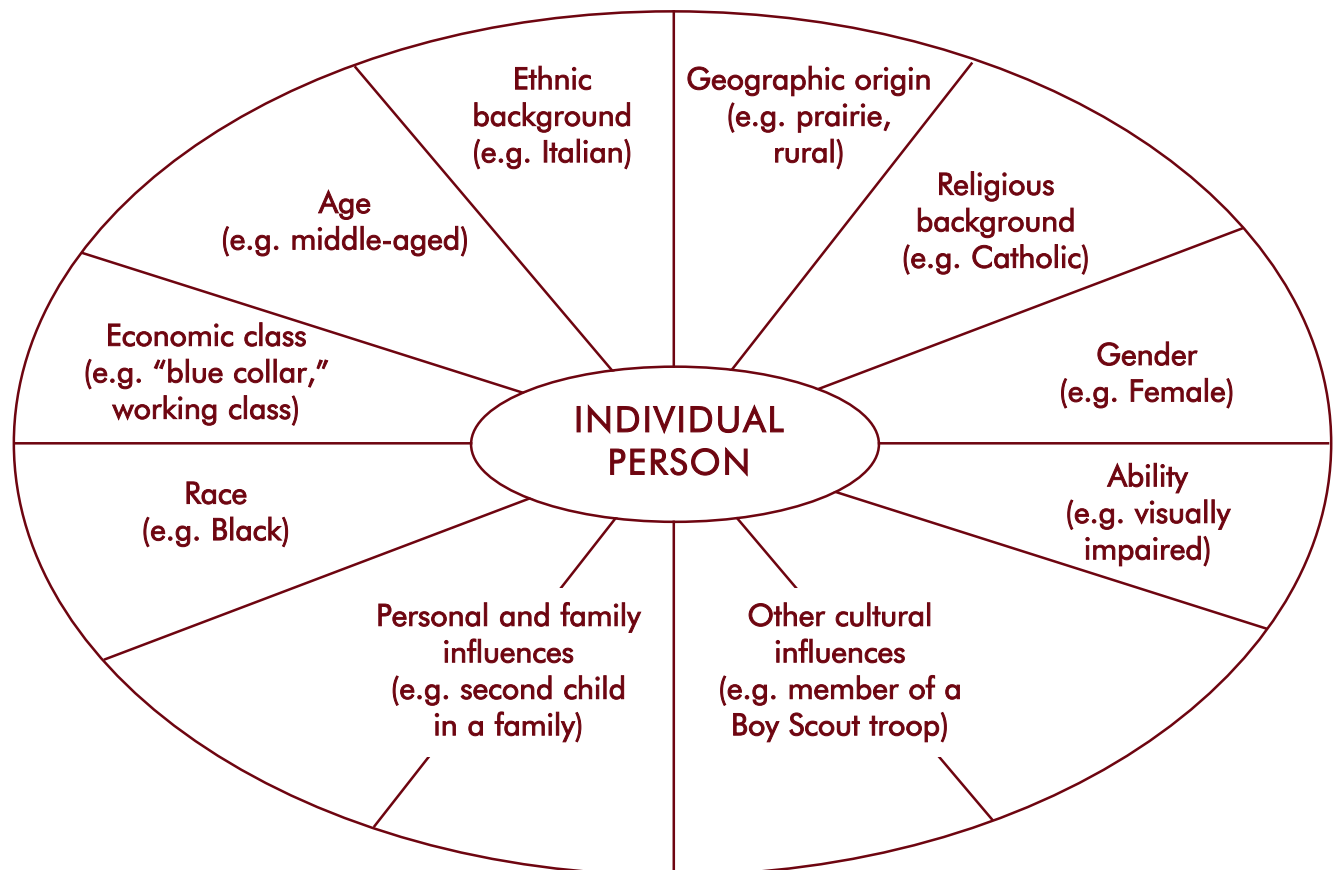 Ethnic
background
(e.g. Italian)
Geographic origin
(e.g. prairie,
rural)
Religious
background
(e.g. Catholic)
Age
(e.g. middle-aged)
Economic class
(e.g. “blue collar,”
working class)
Gender
(e.g. Female)
INDIVIDUAL
PERSON
Race
(e.g. Black)
Ability
(e.g. visually
impaired)
Personal and family
influences
(e.g. second child
in a family)
Other cultural
influences
(e.g. member of a
Boy Scout troop)